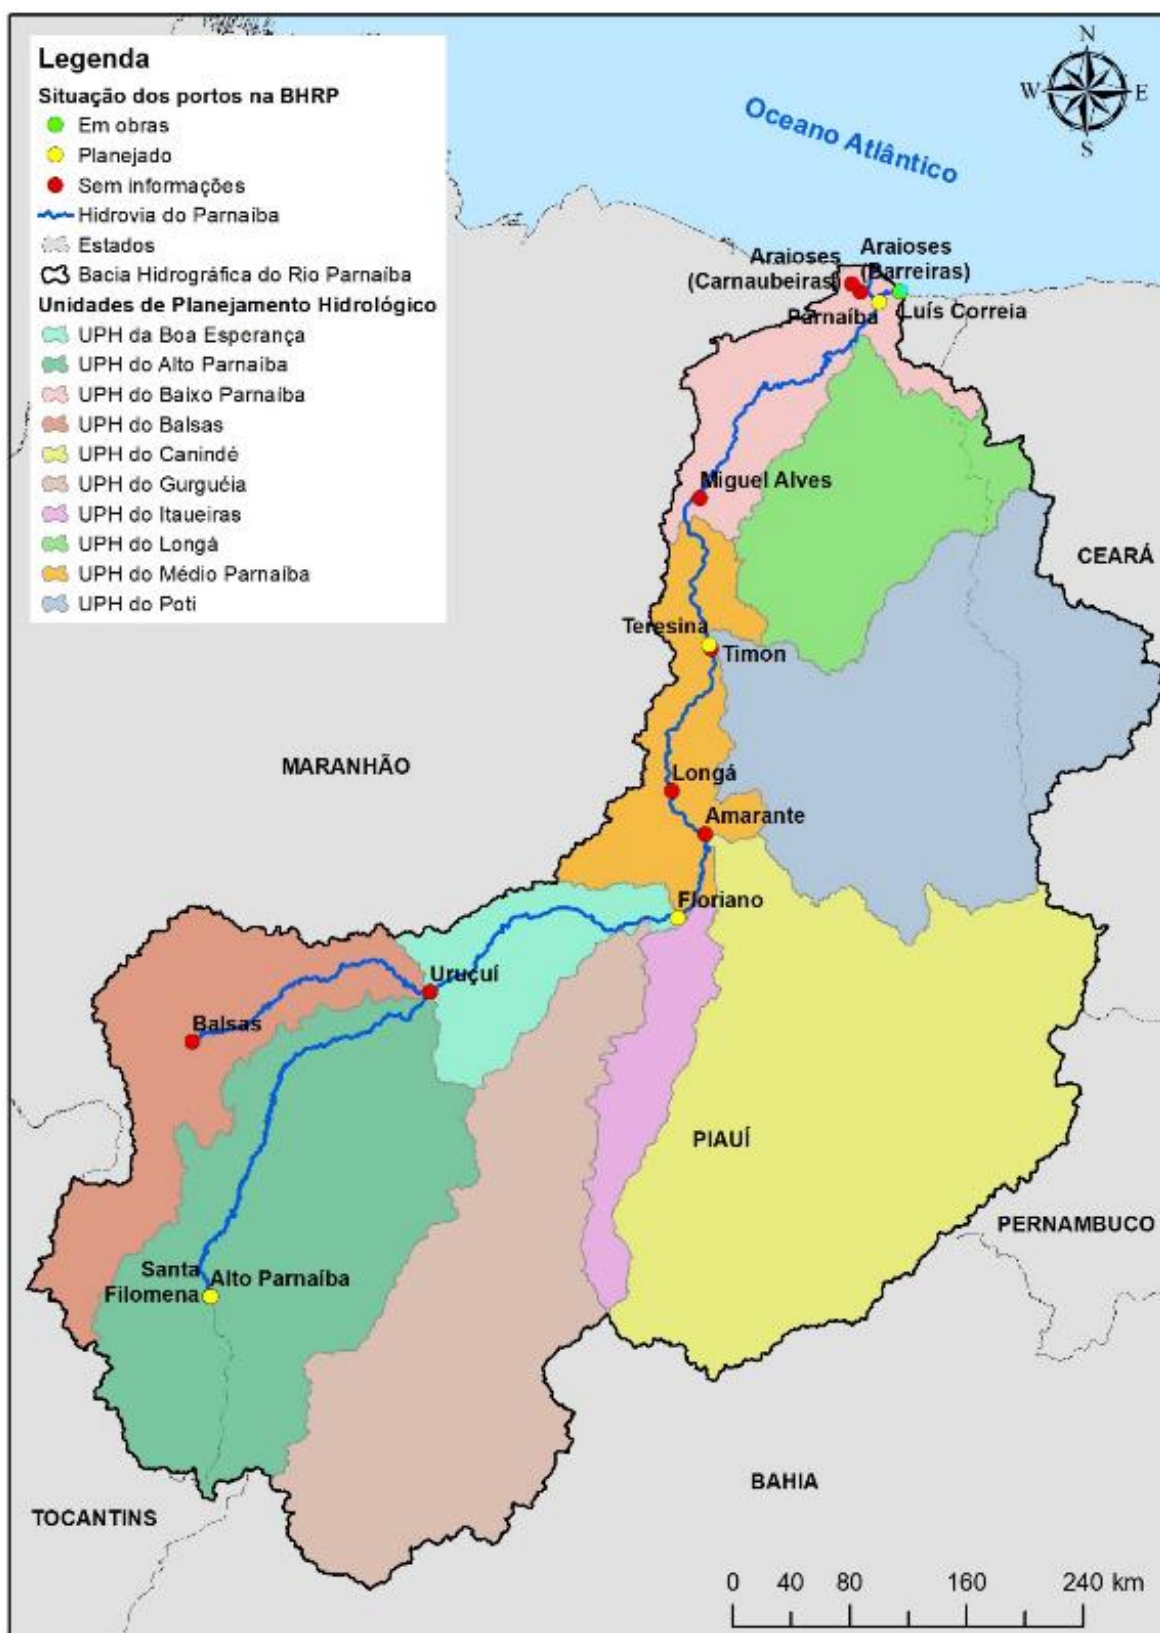 Legenda
Situação dos portos na BHRP
Em obras
Planejado
Sem informações
Hidrovia do Parnaíba
Estados
Bacia Hidrográfica do Rio Parnaíba
Unidades de Planejamento Hidrológico
UPH da Boa Esperança
UPH do Alto Parnaíba
UPH do Baixo Parnaíba
UPH do Balsas
UPH do Canindé
UPH do Gurguéia
UPH do Itaueiras
UPH do Longá
UPH do Médio Parnaíba
UPH do Poti
N
W
E
S
Oceano Atlântico
Araioses
(Carnaubeiras)
Araioses
(Barreiras)
Parnaíba
Luís Correia
Miguel Alves
CEARÁ
Teresina
Timon
MARANHÃO
Longá
Amarante
Floriano
Uruçuí
Balsas
PIAUÍ
PERNAMBUCO
Santa
Filomena
Alto Parnaíba
BAHIA
TOCANTINS
0 40 80 160 240 km